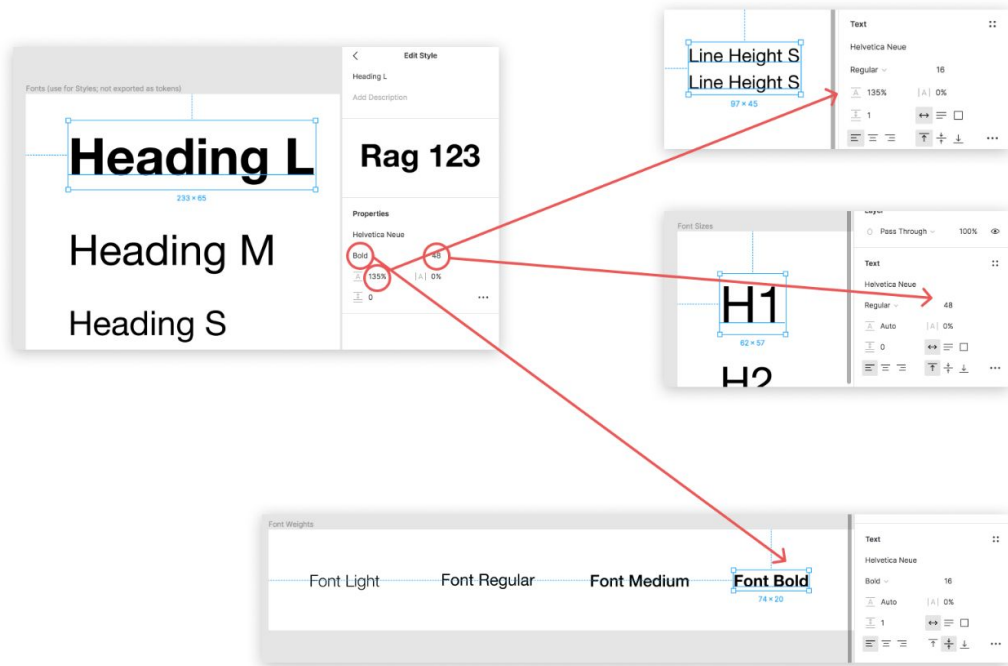 Fonts (use for Styles; not exported as tokens)
Heading L
233 × 65
Heading M
Heading S
Edit Style
Heading L
Add Description
Rag 123
Properties
Helvetica Neue
Bold 48
135% |A| 0%
0
Line Height S
Line Height S
97 × 45
Text
Helvetica Neue
Regular 16
A 135% |A| 0%
1
Font Sizes
H1
62 × 57
H2
Layer
Pass Through 100%
Text
Helvetica Neue
Regular 48
A Auto |A| 0%
0
Font Weights
Font Light
Font Regular
Font Medium
Font Bold
74 × 20
Text
Helvetica Neue
Bold 16
A Auto |A| 0%
1